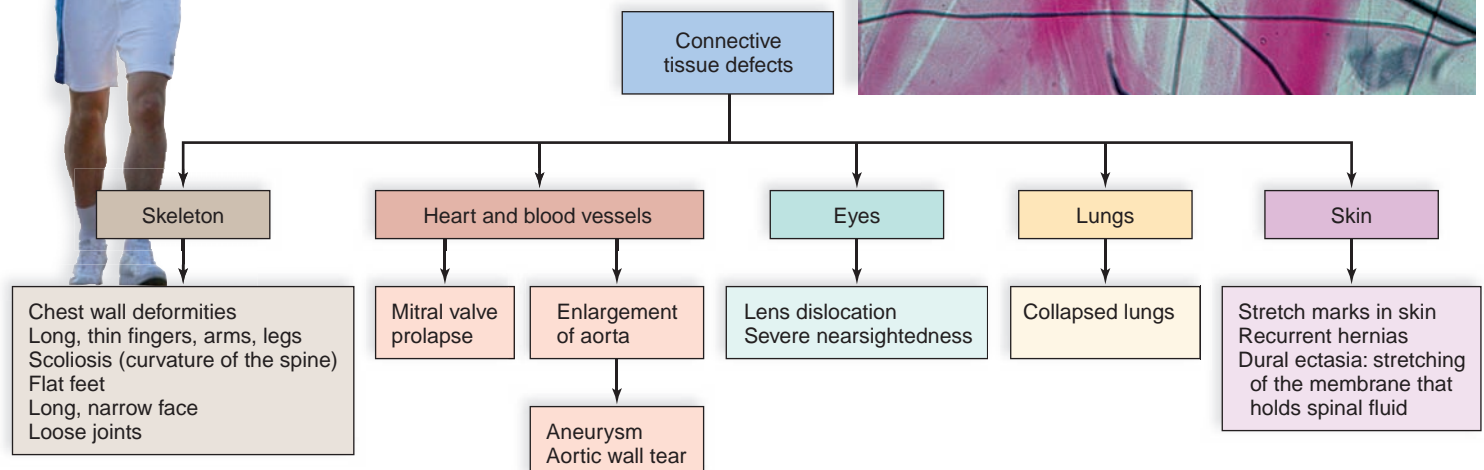 Connective
tissue defects
Skeleton
Heart and blood vessels
Eyes
Lungs
Skin
Chest wall deformities
Long, thin fingers, arms, legs
Scoliosis (curvature of the spine)
Flat feet
Long, narrow face
Loose joints
Mitral valve
prolapse
Enlargement
of aorta
Aneurysm
Aortic wall tear
Lens dislocation
Severe nearsightedness
Collapsed lungs
Stretch marks in skin
Recurrent hernias
Dural ectasia: stretching
of the membrane that
holds spinal fluid